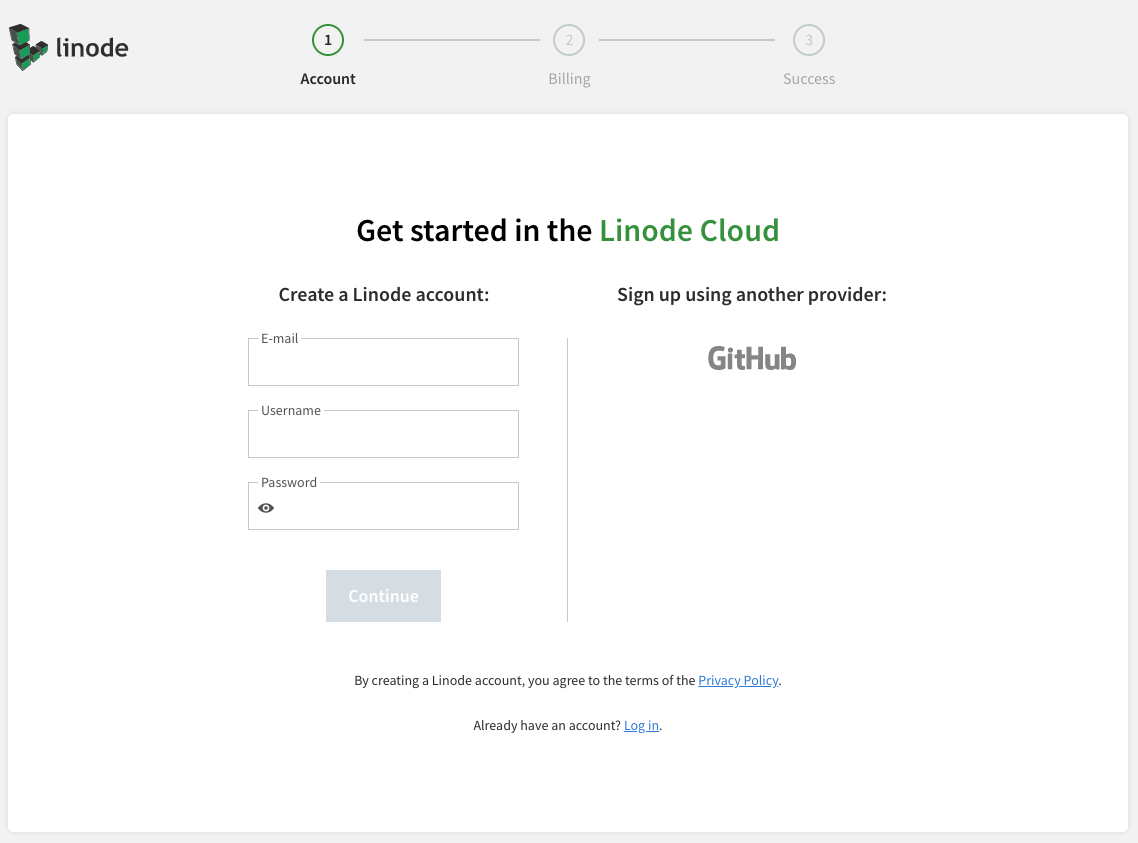 linode
1
2
3
Account
Billing
Success
Get started in the Linode Cloud
Create a Linode account:
E-mail
Username
Password
Continue
Sign up using another provider:
GitHub
By creating a Linode account, you agree to the terms of the Privacy Policy.
Already have an account? Log in.